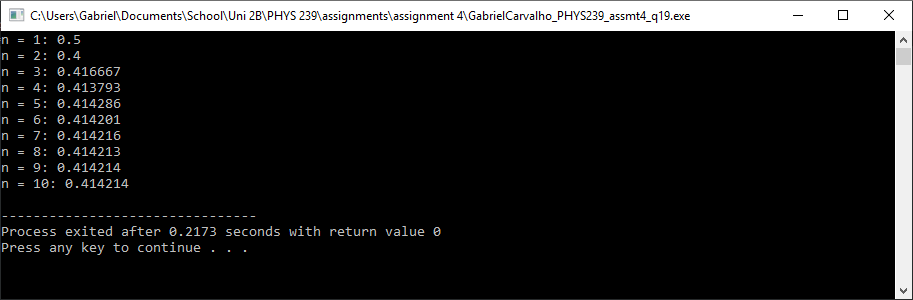 C:\Users\Gabriel\Documents\School\Uni 2B\PHYS 239\assignments\assignment 4\GabrielCarvalho_PHYS239_assmt4_q19.exe
n = 1: 0.5
n = 2: 0.4
n = 3: 0.416667
n = 4: 0.413793
n = 5: 0.414286
n = 6: 0.414201
n = 7: 0.414216
n = 8: 0.414213
n = 9: 0.414214
n = 10: 0.414214
--------------------------------
Process exited after 0.2173 seconds with return value 0
Press any key to continue . . .